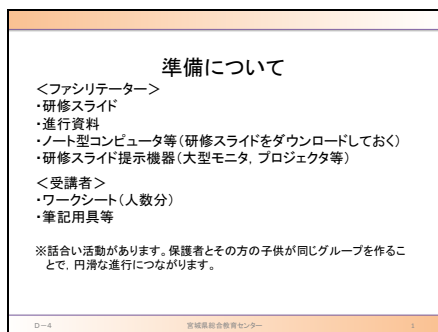 準備について
＜ファシリテーター＞
・研修スライド
・進行資料
・ノート型コンピュータ等（研修スライドをダウンロードしておく）
・研修スライド提示機器（大型モニタ，プロジェクタ等）
＜受講者＞
・ワークシート（人数分）
・筆記用具等
※話合い活動があります。保護者とその方の子供が同じグループを作るこ
とで，円滑な進行につながります。
D－4
宮城県総合教育センター
1